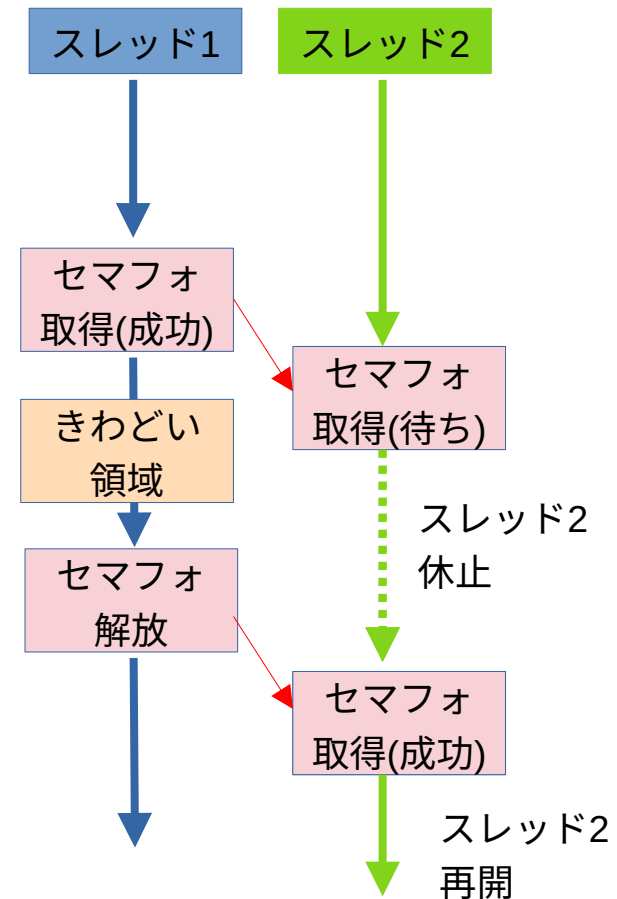 スレッド1
スレッド2
セマフォ
取得(成功)
セマフォ
取得(待ち)
きわどい
領域
スレッド2
休止
セマフォ
解放
セマフォ
取得(成功)
スレッド2
再開